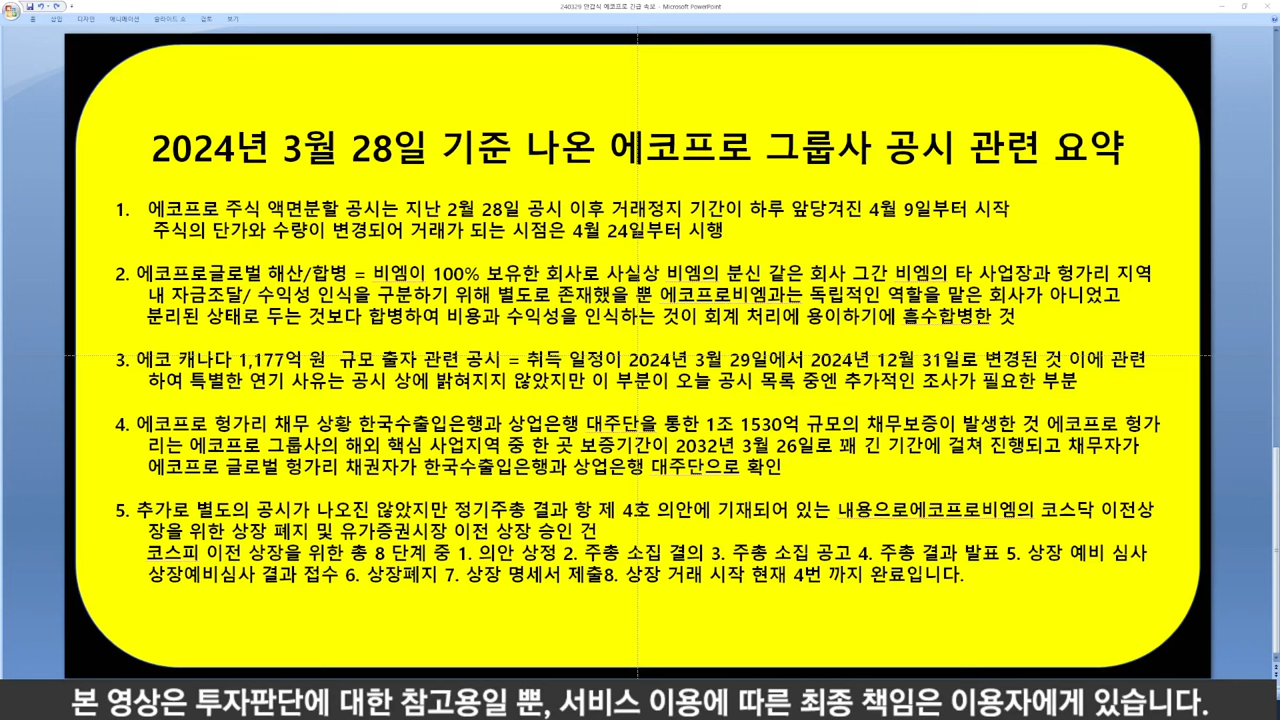 240329 안겁식 에코프로 긴급 속보 - Microsoft PowerPoint
홈 삽입 디자인 애니메이션 슬라이드 쇼 검토 보기
2024년 3월 28일 기준 나온 에코프로 그룹사 공시 관련 요약
1. 에코프로 주식 액면분할 공시는 지난 2월 28일 공시 이후 거래정지 기간이 하루 앞당겨진 4월 9일부터 시작
주식의 단가와 수량이 변경되어 거래가 되는 시점은 4월 24일부터 시행
2. 에코프로글로벌 해산/합병 = 비엠이 100% 보유한 회사로 사실상 비엠의 분신 같은 회사 그간 비엠의 타 사업장과 헝가리 지역
내 자금조달/ 수익성 인식을 구분하기 위해 별도로 존재했을 뿐 에코프로비엠과는 독립적인 역할을 맡은 회사가 아니었고
분리된 상태로 두는 것보다 합병하여 비용과 수익성을 인식하는 것이 회계 처리에 용이하기에 흡수합병한 것
3. 에코 캐나다 1,177억 원 규모 출자 관련 공시 = 취득 일정이 2024년 3월 29일에서 2024년 12월 31일로 변경된 것 이에 관련
하여 특별한 연기 사유는 공시 상에 밝혀지지 않았지만 이 부분이 오늘 공시 목록 중엔 추가적인 조사가 필요한 부분
4. 에코프로 헝가리 채무 상황 한국수출입은행과 상업은행 대주단을 통한 1조 1530억 규모의 채무보증이 발생한 것 에코프로 헝가
리는 에코프로 그룹사의 해외 핵심 사업지역 중 한 곳 보증기간이 2032년 3월 26일로 꽤 긴 기간에 걸쳐 진행되고 채무자가
에코프로 글로벌 헝가리 채권자가 한국수출입은행과 상업은행 대주단으로 확인
5. 추가로 별도의 공시가 나오진 않았지만 정기주총 결과 항 제 4호 의안에 기재되어 있는 내용으로에코프로비엠의 코스닥 이전상
장을 위한 상장 폐지 및 유가증권시장 이전 상장 승인 건
코스피 이전 상장을 위한 총 8 단계 중 1. 의안 상정 2. 주총 소집 결의 3. 주총 소집 공고 4. 주총 결과 발표 5. 상장 예비 심사
상장예비심사 결과 접수 6. 상장폐지 7. 상장 명세서 제출8. 상장 거래 시작 현재 4번 까지 완료입니다.
본 영상은 투자판단에 대한 참고용일 뿐, 서비스 이용에 따른 최종 책임은 이용자에게 있습니다.